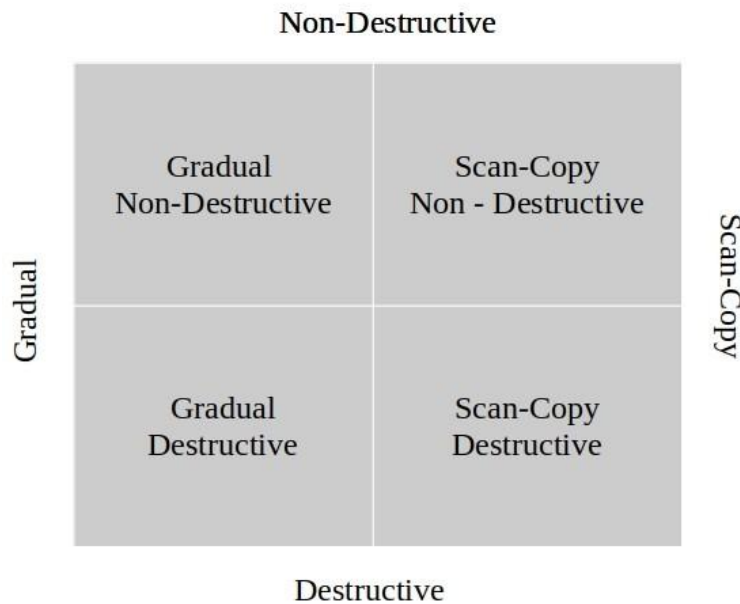 Non-Destructive
Gradual
Non-Destructive
Scan-Copy
Non - Destructive
Gradual
Scan-Copy
Gradual
Destructive
Scan-Copy
Destructive
Destructive